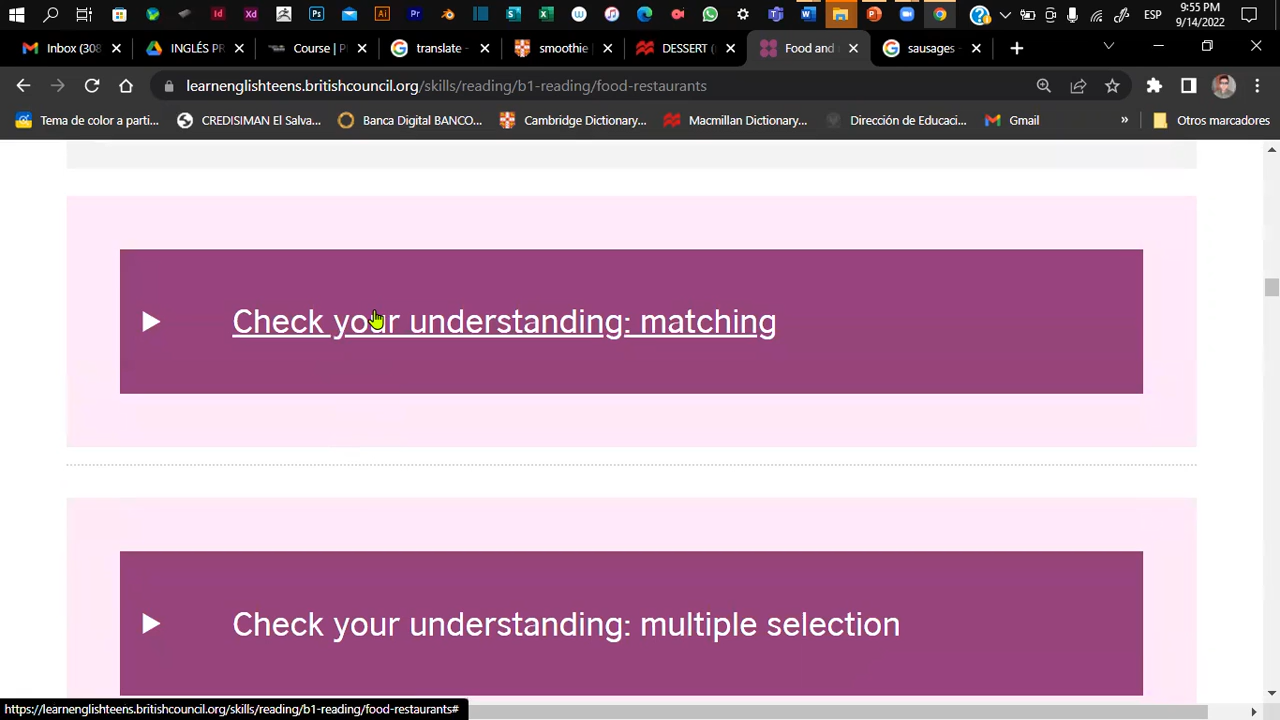 9:55 PM
ESP
9/14/2022
Inbox (308
INGLÉS PR
Course | P
translate -
smoothie
DESSERT (
Food and
sausages -
learnenglishteens.britishcouncil.org/skills/reading/b1-reading/food-restaurants
Tema de color a parti...
CREDISIMAN El Salva...
Banca Digital BANCO...
Cambridge Dictionary...
Macmillan Dictionary...
Dirección de Educaci...
Gmail
»
Otros marcadores
Check your understanding: matching
Check your understanding: multiple selection
https://learnenglishteens.britishcouncil.org/skills/reading/b1-reading/food-restaurants#